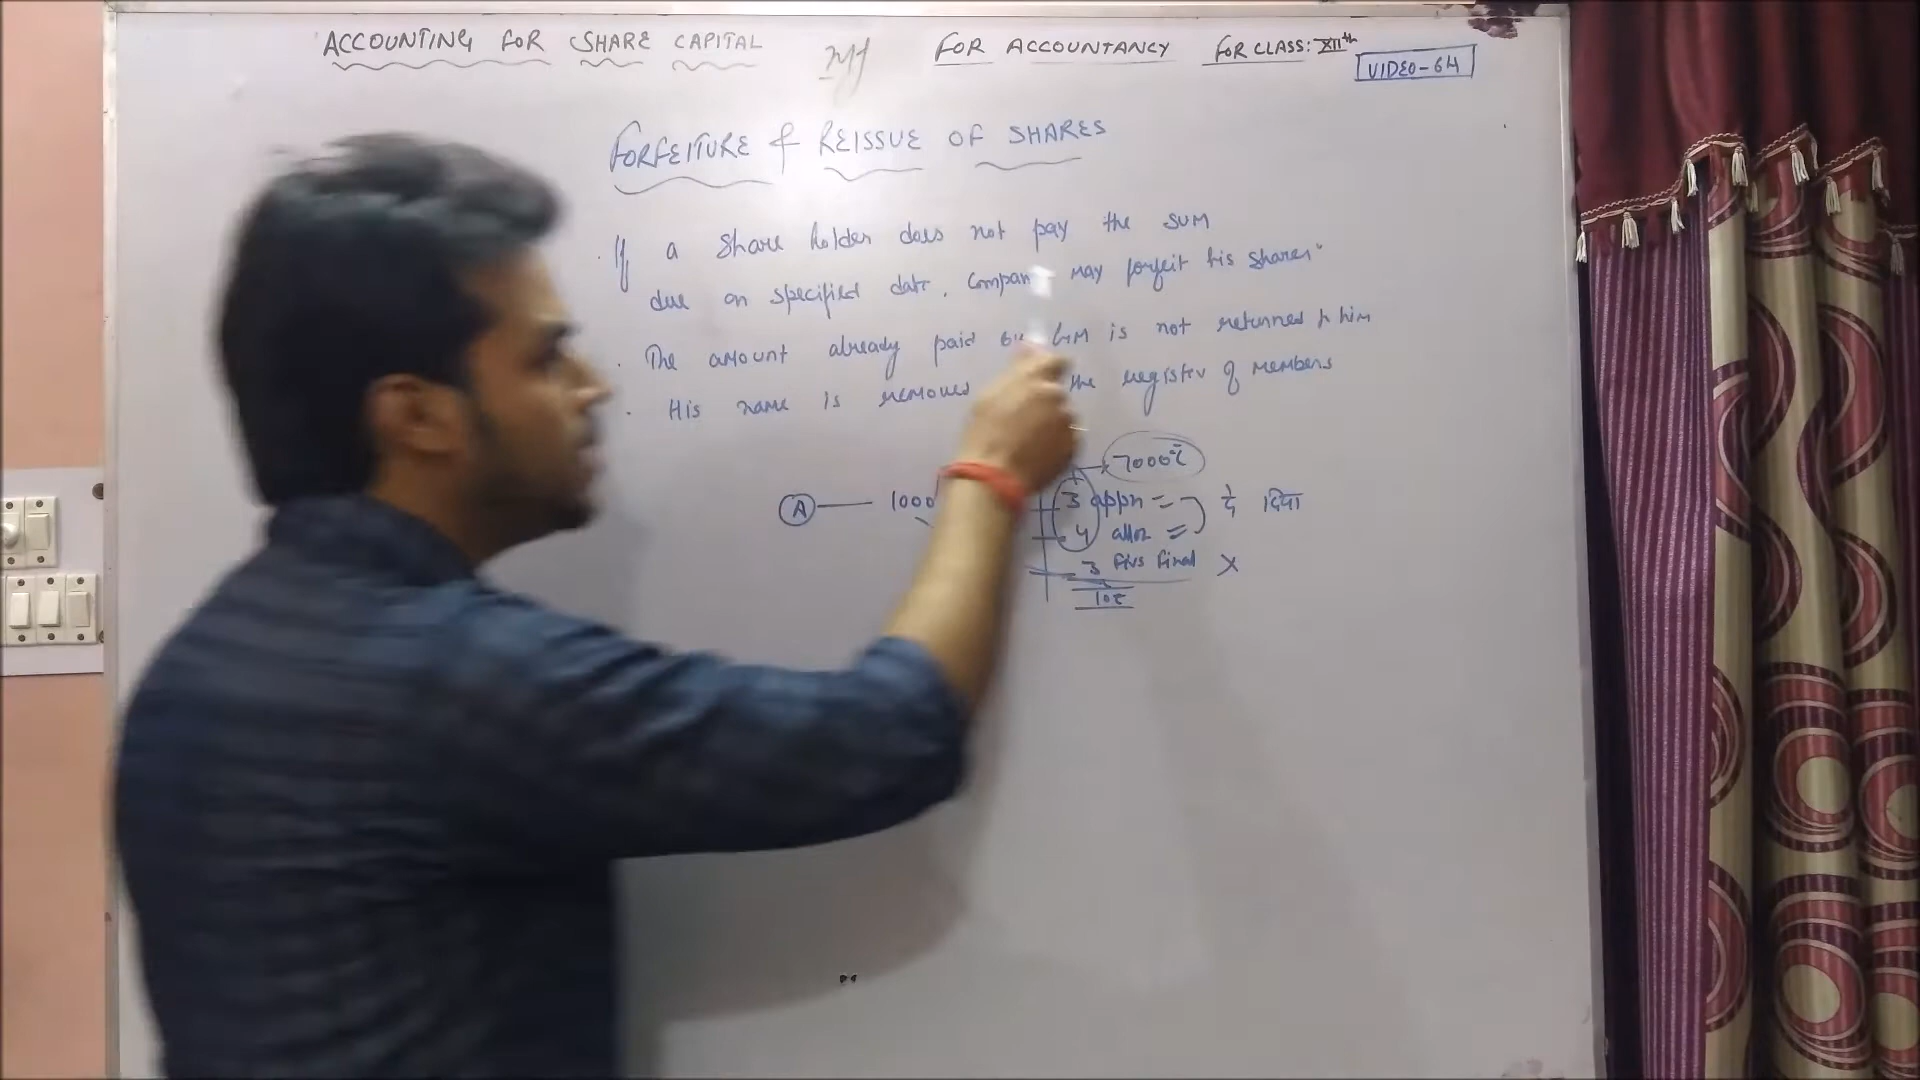 ACCOUNTING FOR SHARE CAPITAL FOR ACCOUNTANCY FOR CLASS: XIIth
VIDEO-64
FORFEITURE & REISSUE OF SHARES
If a Share holder does not pay the SUM
due on specified date, Compan may forfeit his shares"
The amount already paid by him is not returned to him
His name is removed the register of members
7000₹
A 1000 3 appn = दिया
4 allot =
3 first final X
10₹